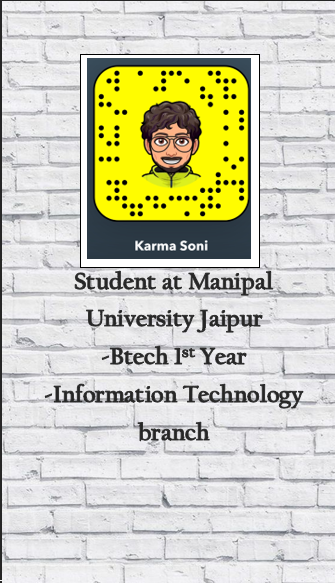 Karma Soni
Student at Manipal
University Jaipur
-Btech 1ˢᵗ Year
-Information Technology
branch